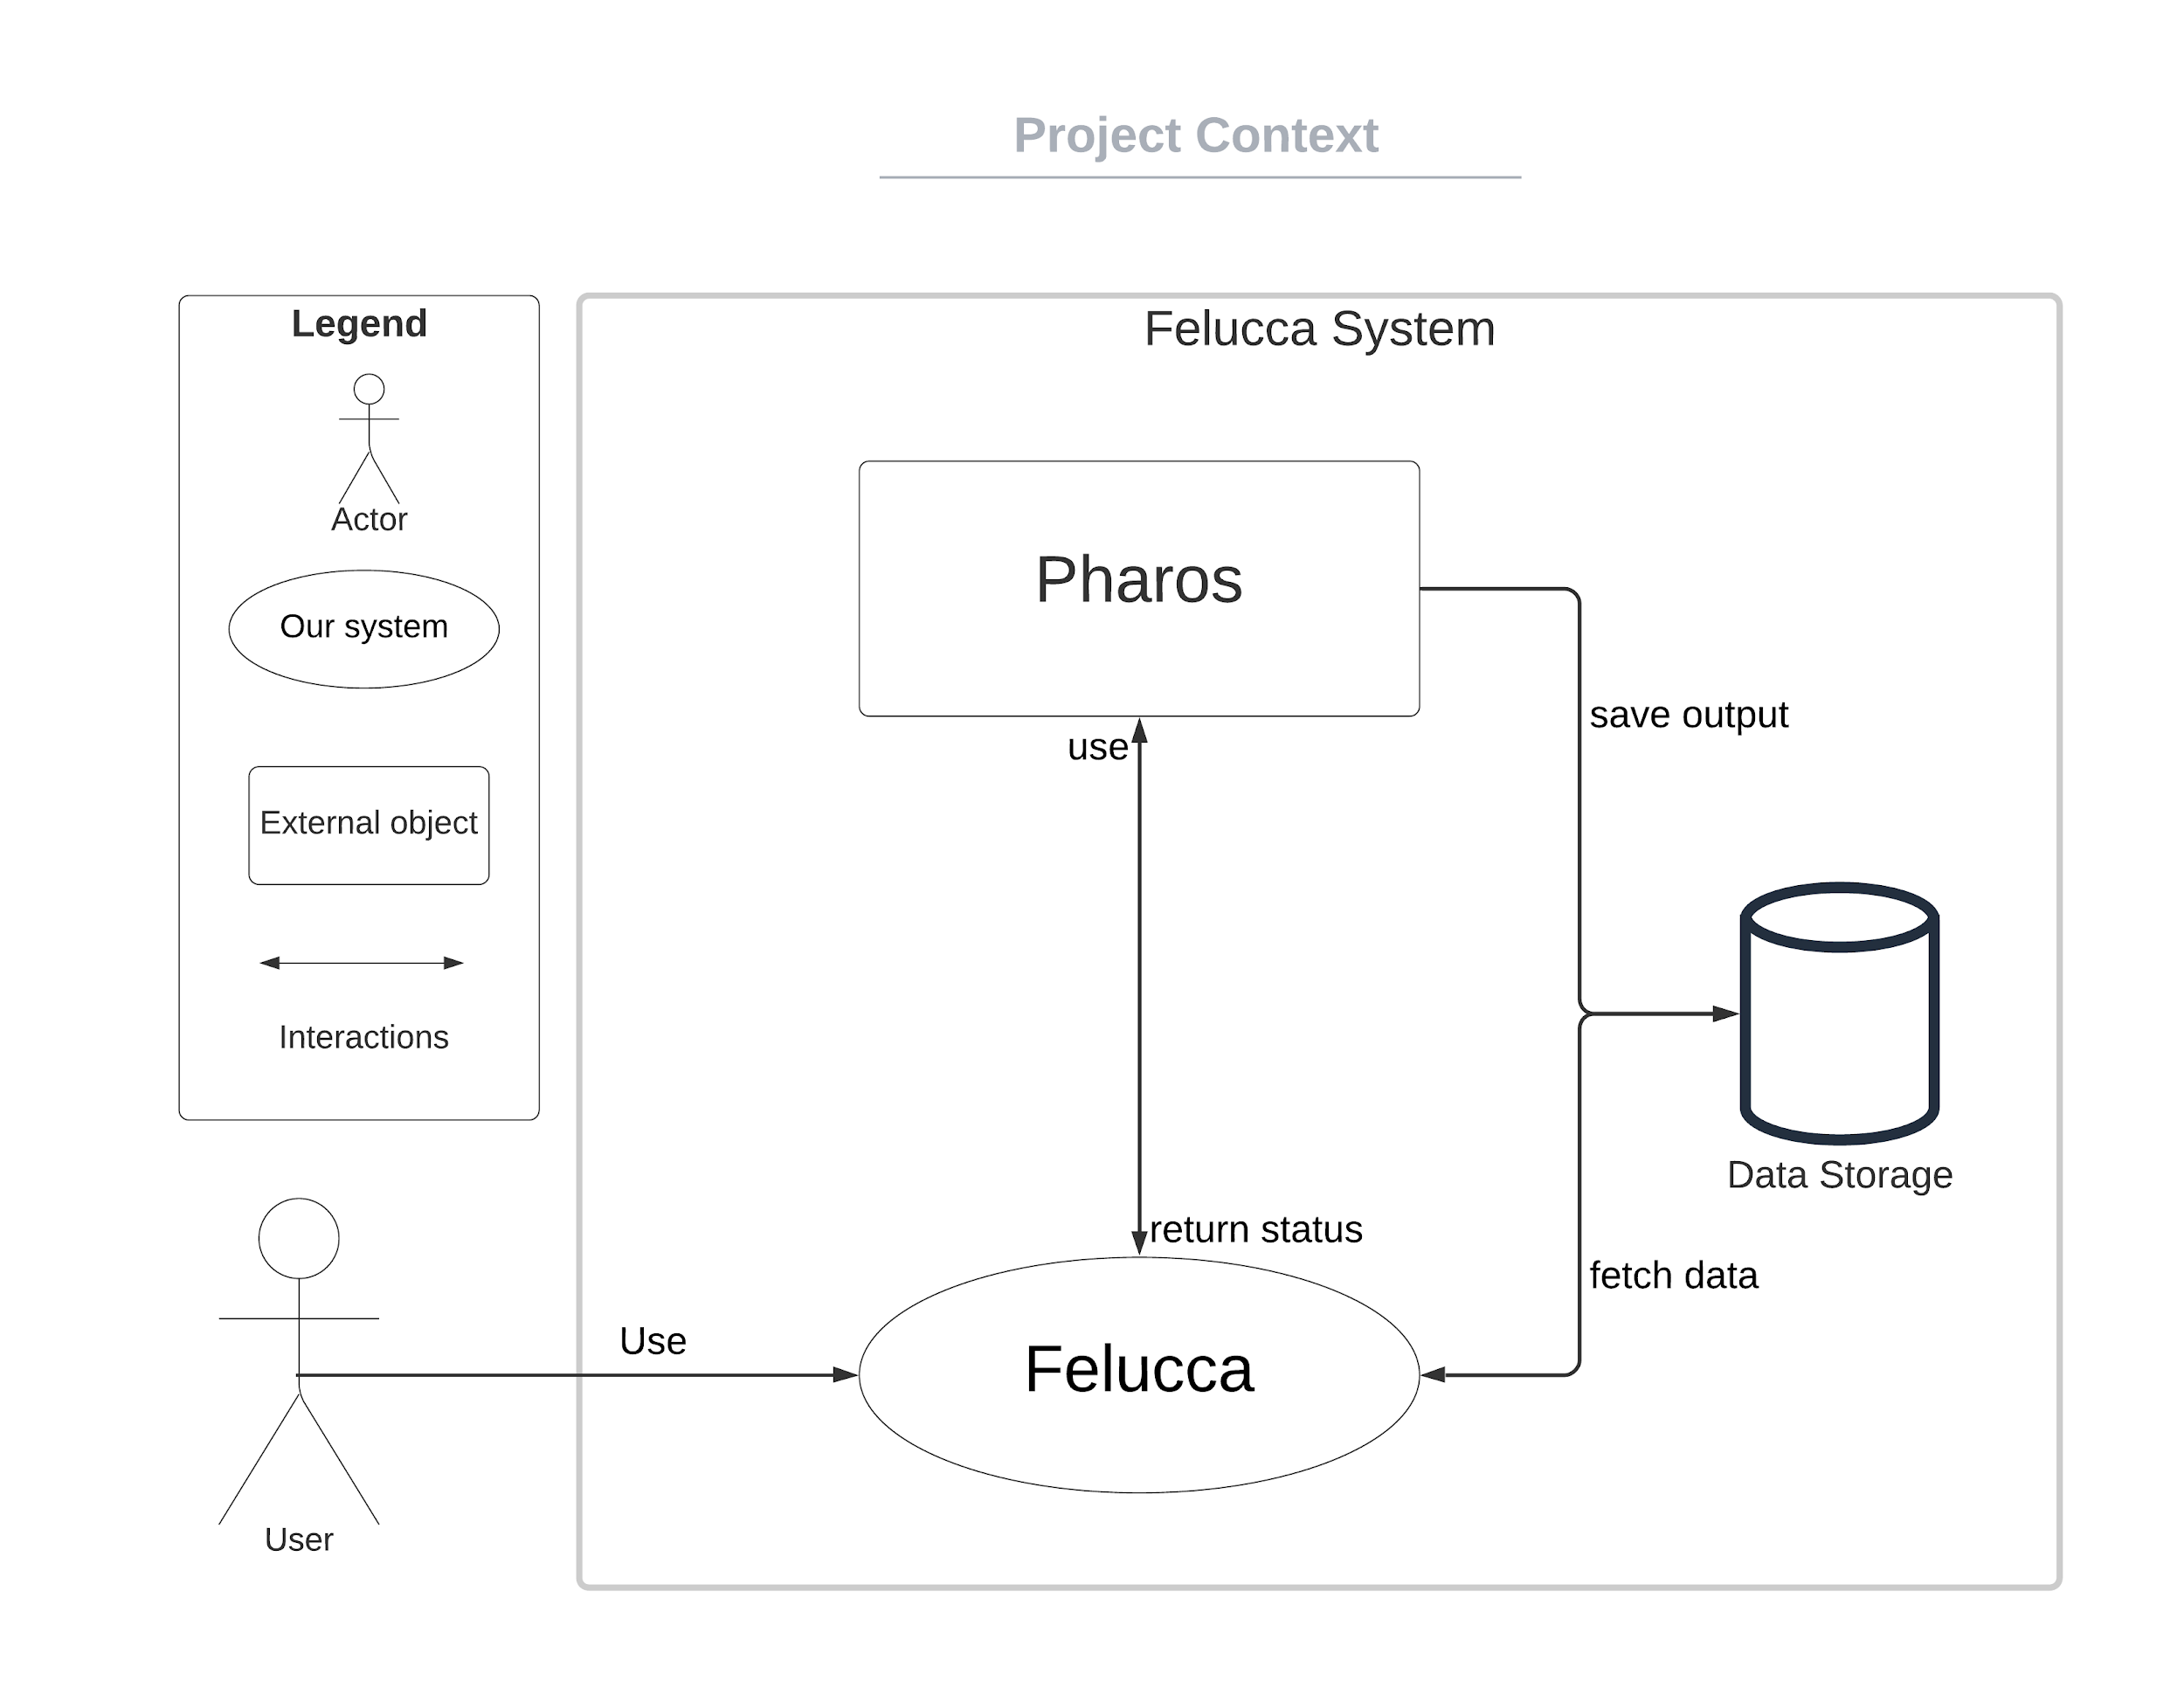 Project Context
Legend
Actor
Our system
External object
Interactions
User
Felucca System
Pharos
use
save output
Data Storage
return status
fetch data
Use
Felucca